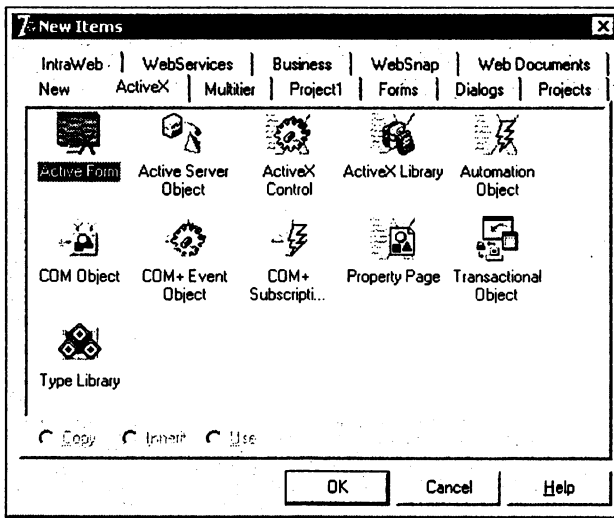 7 New Items
IntraWeb WebServices Business WebSnap Web Documents
New ActiveX Multitier Project1 Forms Dialogs Projects
Active Form Active Server Object ActiveX Control ActiveX Library Automation Object
COM Object COM+ Event Object COM+ Subscripti... Property Page Transactional Object
Type Library
Copy Inherit Use
OK Cancel Help